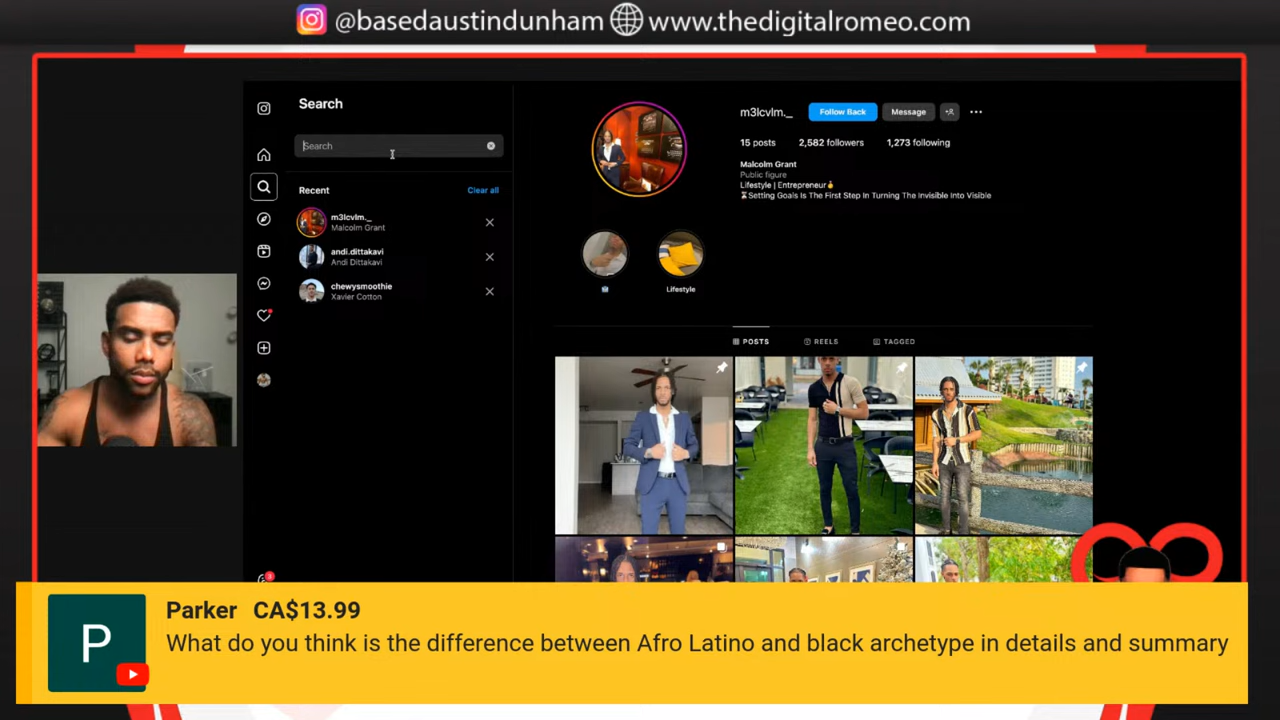 @basedaustindunham www.thedigitalromeo.com
Search
Search
Recent Clear all
m3lcvlm._
Malcolm Grant
andi.dittakavi
Andi Dittakavi
chewysmoothie
Xavier Cotton
m3lcvlm._ Follow Back Message
15 posts 2,582 followers 1,273 following
Malcolm Grant
Public figure
Lifestyle | Entrepreneur
Setting Goals Is The First Step In Turning The Invisible Into Visible
Lifestyle
POSTS REELS TAGGED
3
P
Parker CA$13.99
What do you think is the difference between Afro Latino and black archetype in details and summary